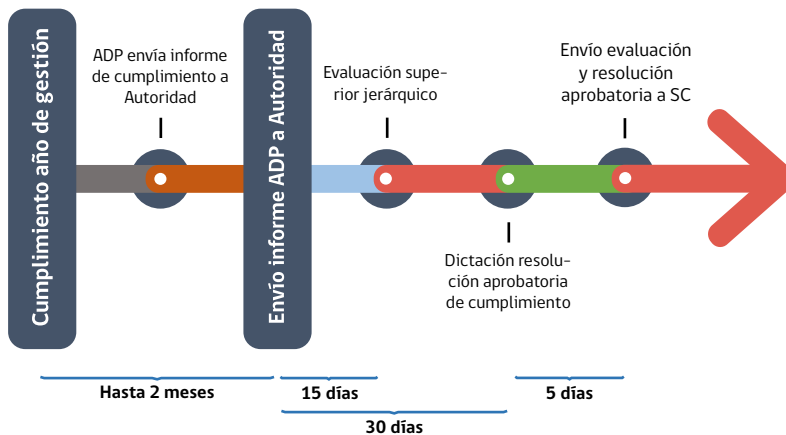 Cumplimiento año de gestión
ADP envía informe
de cumplimiento a
Autoridad
Envío informe ADP a Autoridad
Evaluación supe-
rior jerárquico
Dictación resolu-
ción aprobatoria
de cumplimiento
Envío evaluación
y resolución
aprobatoria a SC
Hasta 2 meses
15 días
30 días
5 días